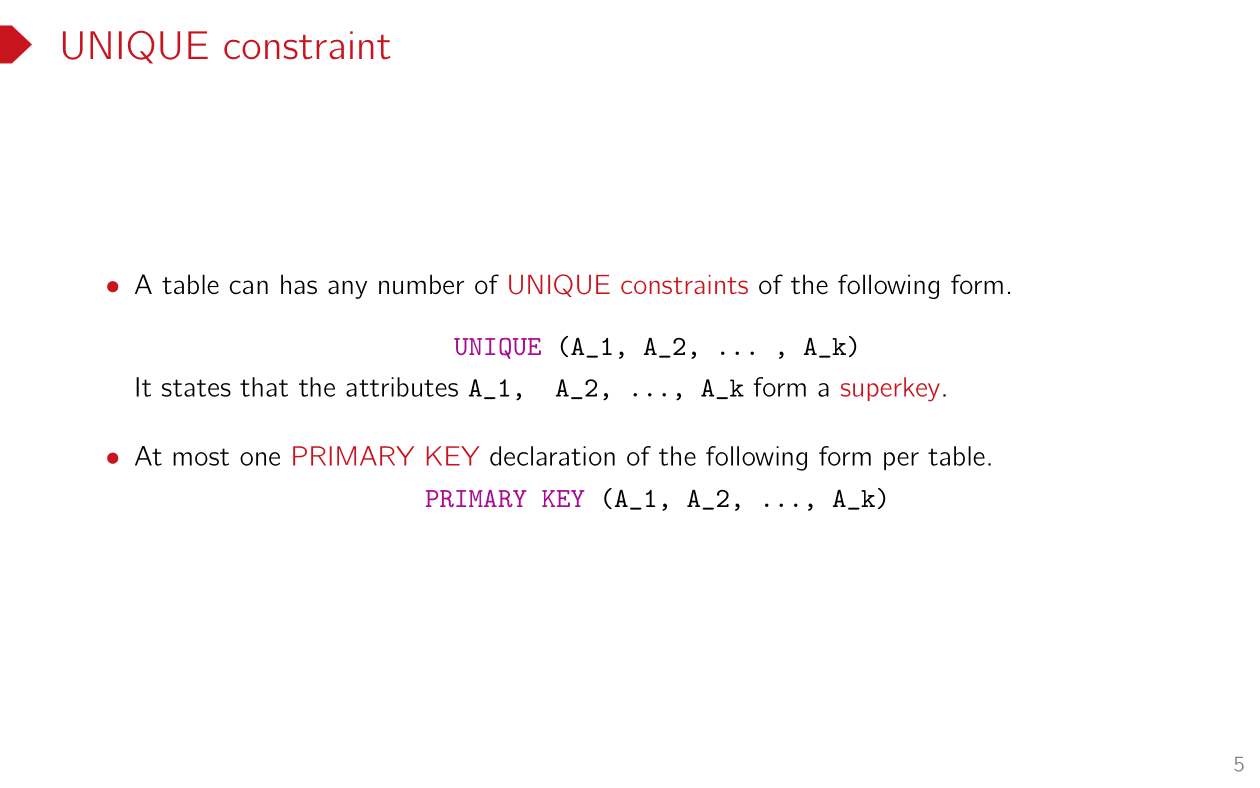 UNIQUE constraint
• A table can has any number of UNIQUE constraints of the following form.
UNIQUE (A_1, A_2, ... , A_k)
It states that the attributes A_1, A_2, ..., A_k form a superkey.
• At most one PRIMARY KEY declaration of the following form per table.
PRIMARY KEY (A_1, A_2, ..., A_k)
5